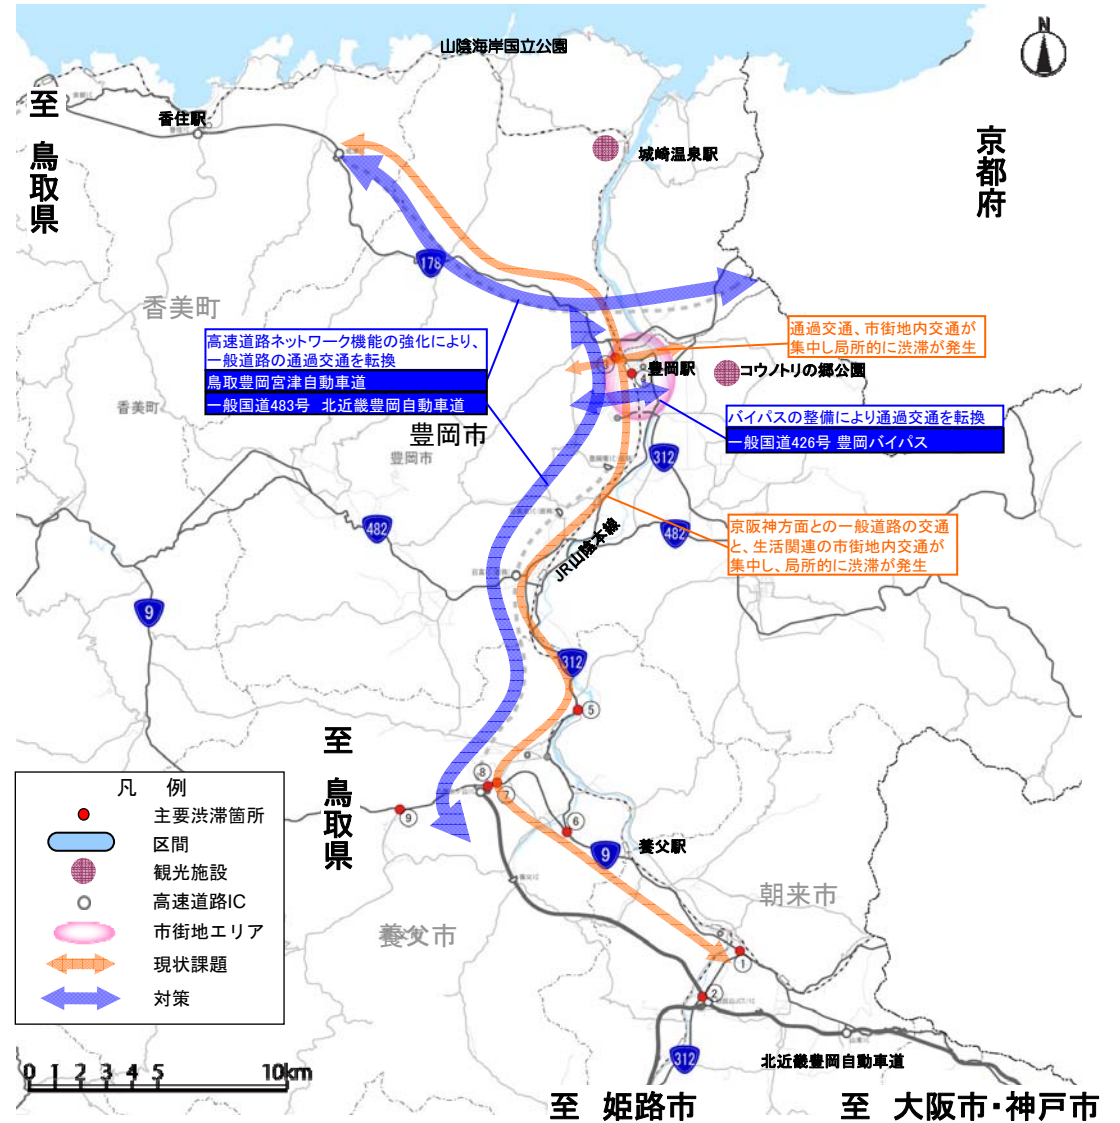 山陰海岸国立公園
N
至 鳥取県
香住駅
城崎温泉駅
京都府
178
香美町
高速道路ネットワーク機能の強化により、
一般道路の通過交通を転換
鳥取豊岡宮津自動車道
一般国道483号 北近畿豊岡自動車道
通過交通、市街地内交通が
集中し局所的に渋滞が発生
豊岡駅
コウノトリの郷公園
バイパスの整備により通過交通を転換
一般国道426号 豊岡バイパス
香美町
豊岡市
豊岡市
312
482
482
京阪神方面との一般道路の交通
と、生活関連の市街地内交通が
集中し、局所的に渋滞が発生
JR山陰本線
9
312
⑤
至 鳥取県
⑧
⑦
⑨
⑥
9
養父駅
朝来市
養父市
①
②
312
北近畿豊岡自動車道
凡 例
主要渋滞箇所
区間
観光施設
高速道路IC
市街地エリア
現状課題
対策
0 1 2 3 4 5 10km
至 姫路市
至 大阪市・神戸市